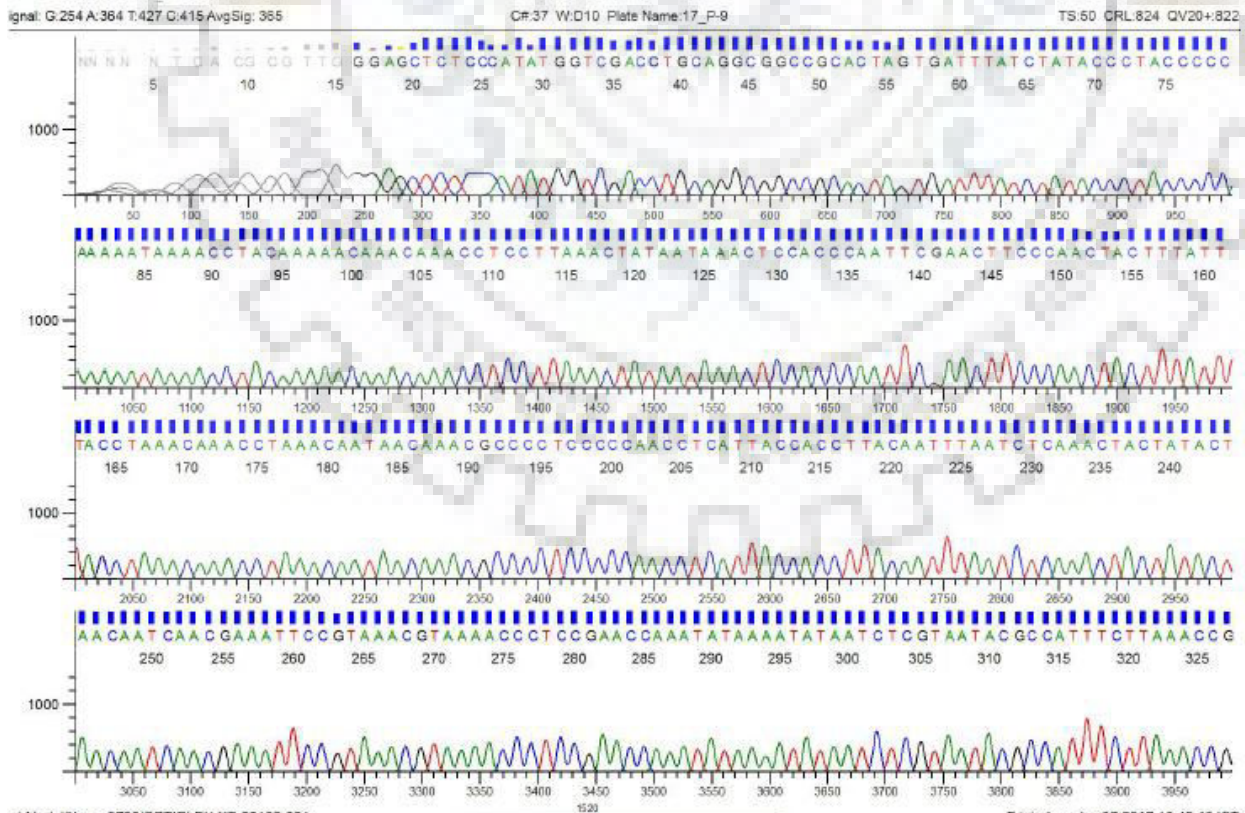 ignal: G:254 A:364 T:427 C:415 AvgSig: 365 C#:37 W:D10 Plate Name:17_P-9 TS:50 CRL:824 QV20+:822
NN NN N T C A CG CG TTG GGAGCTCTCCCATATGGTCGACCTGCAGGCGGCCGCACTAGTGATTTATCTATACCCTACCCCC
5 10 15 20 25 30 35 40 45 50 55 60 65 70 75
1000
50 100 150 200 250 300 350 400 450 500 550 600 650 700 750 800 850 900 950
AAAAATAAAACCTACAAAAACAAACAAACCTCCTTAAACTATAATAAACTCCACCCAATTCGAACTTCCCAACTACTTTATT
85 90 95 100 105 110 115 120 125 130 135 140 145 150 155 160
1000
1050 1100 1150 1200 1250 1300 1350 1400 1450 1500 1550 1600 1650 1700 1750 1800 1850 1900 1950
TACCTAAACAAACCTAAACAATAACAAACGCCCCTCCCCCAACCTCATTACCACCTTACAATTTAATCTCAAACTACTATACT
165 170 175 180 185 190 195 200 205 210 215 220 225 230 235 240
1000
2050 2100 2150 2200 2250 2300 2350 2400 2450 2500 2550 2600 2650 2700 2750 2800 2850 2900 2950
AACAATCAACGAAATTCCGTAAACGTAAAACCCTCCGAACCAAATATAAAATATAATCTCGTAATACGCCATTTCTTAAACCG
250 255 260 265 270 275 280 285 290 295 300 305 310 315 320 325
1000
3050 3100 3150 3200 3250 3300 3350 3400 3450 3500 3550 3600 3650 3700 3750 3800 3850 3900 3950
1520